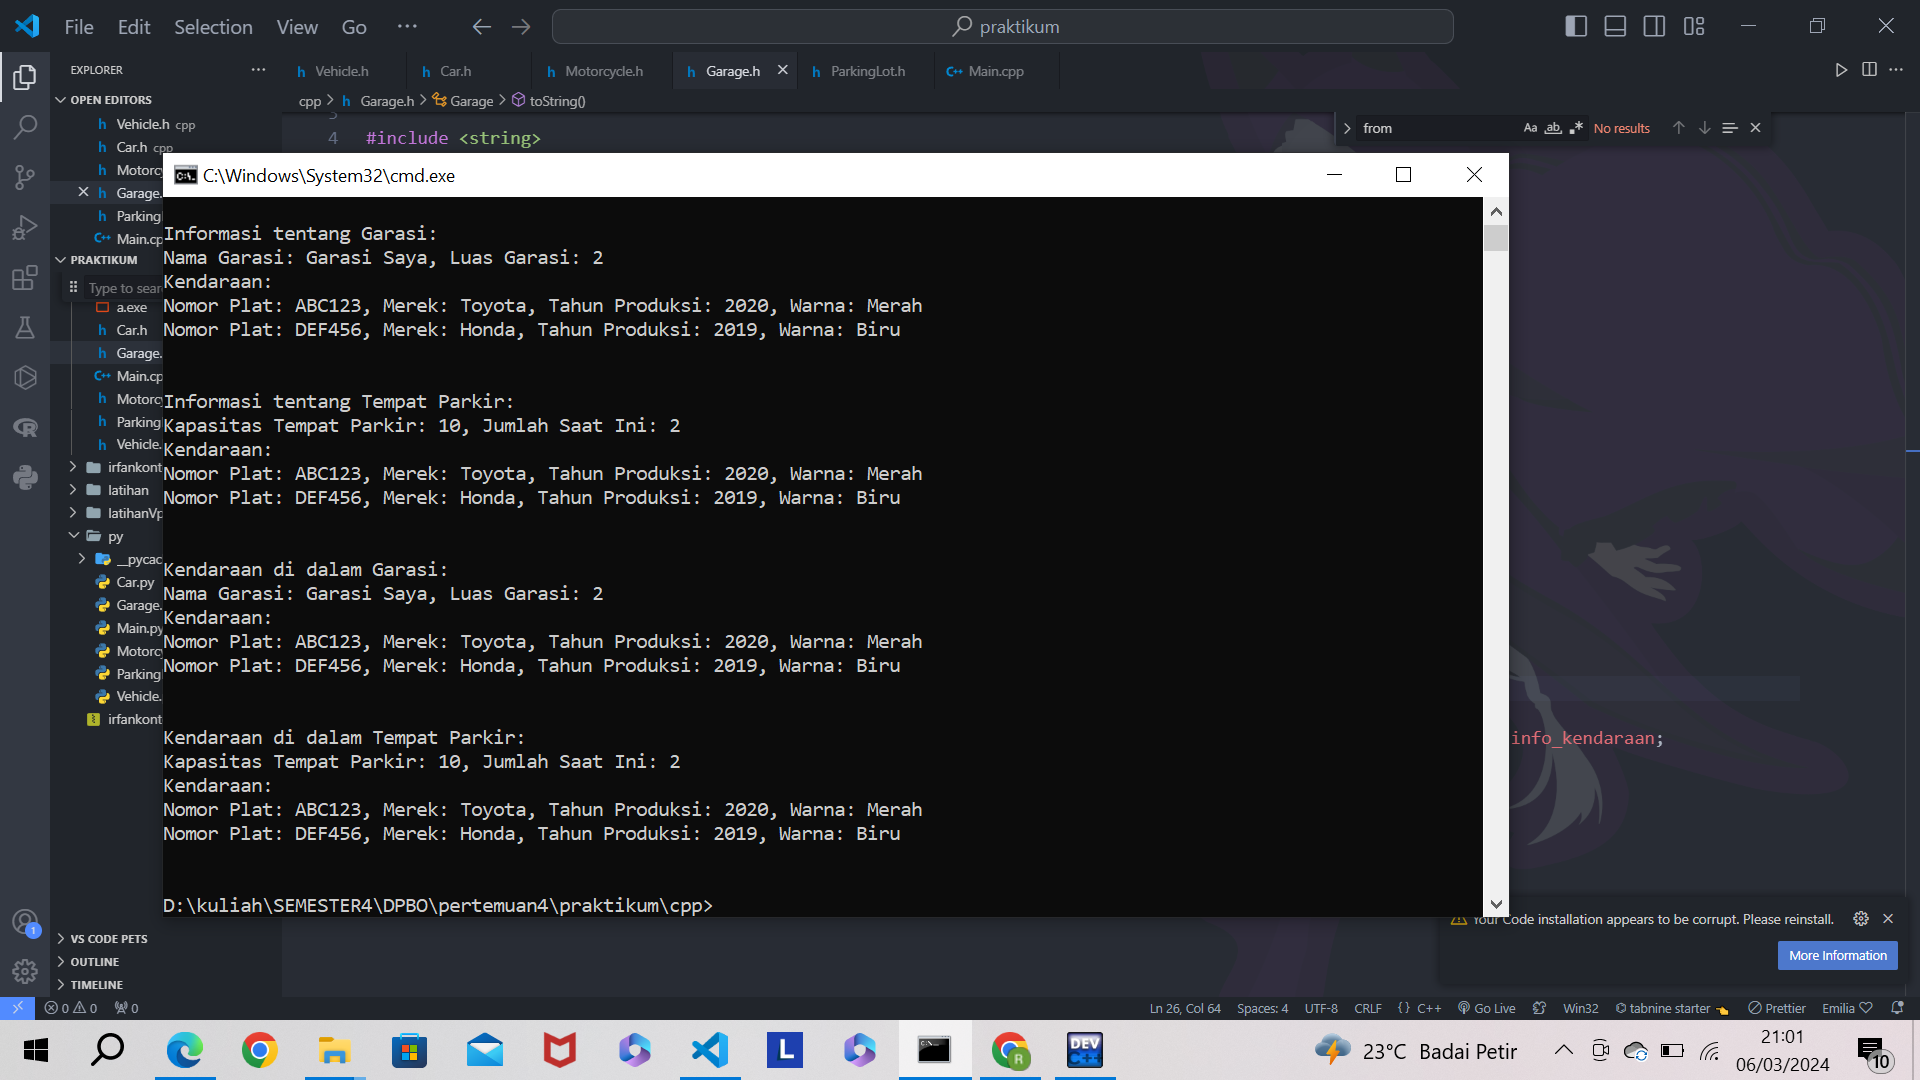 File Edit Selection View Go ···
praktikum
EXPLORER
Vehicle.h
Car.h
Motorcycle.h
Garage.h
ParkingLot.h
C++ Main.cpp
OPEN EDITORS
cpp > h Garage.h > Garage > toString()
h Vehicle.h cpp
h Car.h cpp
h Motorcy
h Garage.
h Parking
C++ Main.cp
4 #include <string>
from
Aa ab .* No results
PRAKTIKUM
Type to sear
a.exe
h Car.h
h Garage.
C++ Main.cp
h Motorcy
h Parking
h Vehicle.
irfankont
latihan
latihanVp
py
__pycac
Car.py
Garage.
Main.py
Motorcy
Parking
Vehicle.
irfankont
VS CODE PETS
OUTLINE
TIMELINE
C:\Windows\System32\cmd.exe
Informasi tentang Garasi:
Nama Garasi: Garasi Saya, Luas Garasi: 2
Kendaraan:
Nomor Plat: ABC123, Merek: Toyota, Tahun Produksi: 2020, Warna: Merah
Nomor Plat: DEF456, Merek: Honda, Tahun Produksi: 2019, Warna: Biru
Informasi tentang Tempat Parkir:
Kapasitas Tempat Parkir: 10, Jumlah Saat Ini: 2
Kendaraan:
Nomor Plat: ABC123, Merek: Toyota, Tahun Produksi: 2020, Warna: Merah
Nomor Plat: DEF456, Merek: Honda, Tahun Produksi: 2019, Warna: Biru
Kendaraan di dalam Garasi:
Nama Garasi: Garasi Saya, Luas Garasi: 2
Kendaraan:
Nomor Plat: ABC123, Merek: Toyota, Tahun Produksi: 2020, Warna: Merah
Nomor Plat: DEF456, Merek: Honda, Tahun Produksi: 2019, Warna: Biru
Kendaraan di dalam Tempat Parkir:
Kapasitas Tempat Parkir: 10, Jumlah Saat Ini: 2
Kendaraan:
Nomor Plat: ABC123, Merek: Toyota, Tahun Produksi: 2020, Warna: Merah
Nomor Plat: DEF456, Merek: Honda, Tahun Produksi: 2019, Warna: Biru
D:\kuliah\SEMESTER4\DPBO\pertemuan4\praktikum\cpp>
info_kendaraan;
Your Code installation appears to be corrupt. Please reinstall.
More Information
1
0 0 0
Ln 26, Col 64 Spaces: 4 UTF-8 CRLF {} C++ Go Live Win32 tabnine starter Prettier Emilia
L
R
DEV C++
23°C Badai Petir
21:01
06/03/2024
10